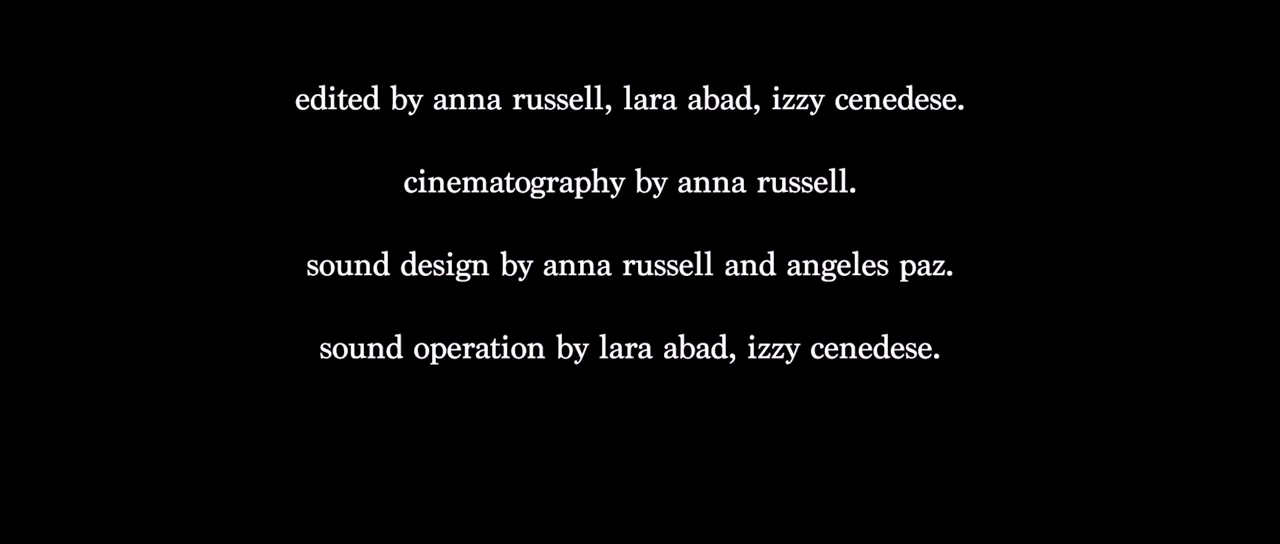 edited by anna russell, lara abad, izzy cenedese.
cinematography by anna russell.
sound design by anna russell and angeles paz.
sound operation by lara abad, izzy cenedese.